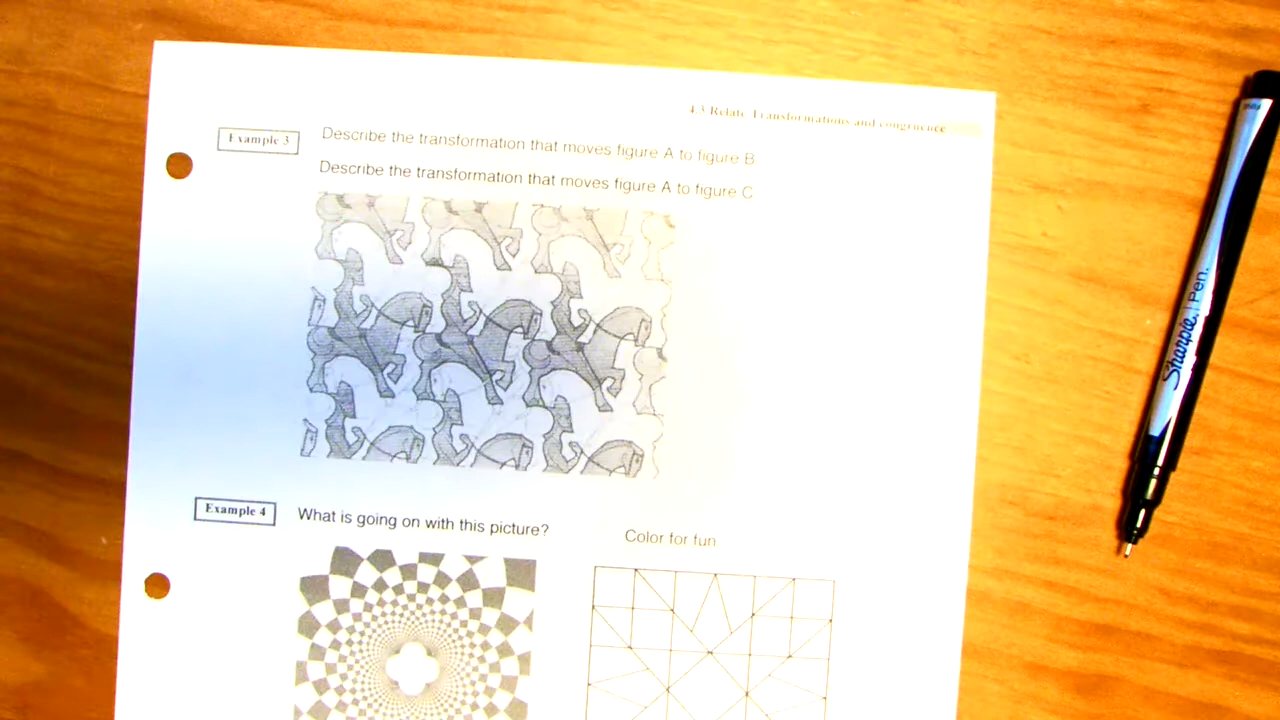 4.3 Relate Transformations and congruence
Example 3
Describe the transformation that moves figure A to figure B
Describe the transformation that moves figure A to figure C
Example 4
What is going on with this picture?
Color for fun
Sharpie. Pen.